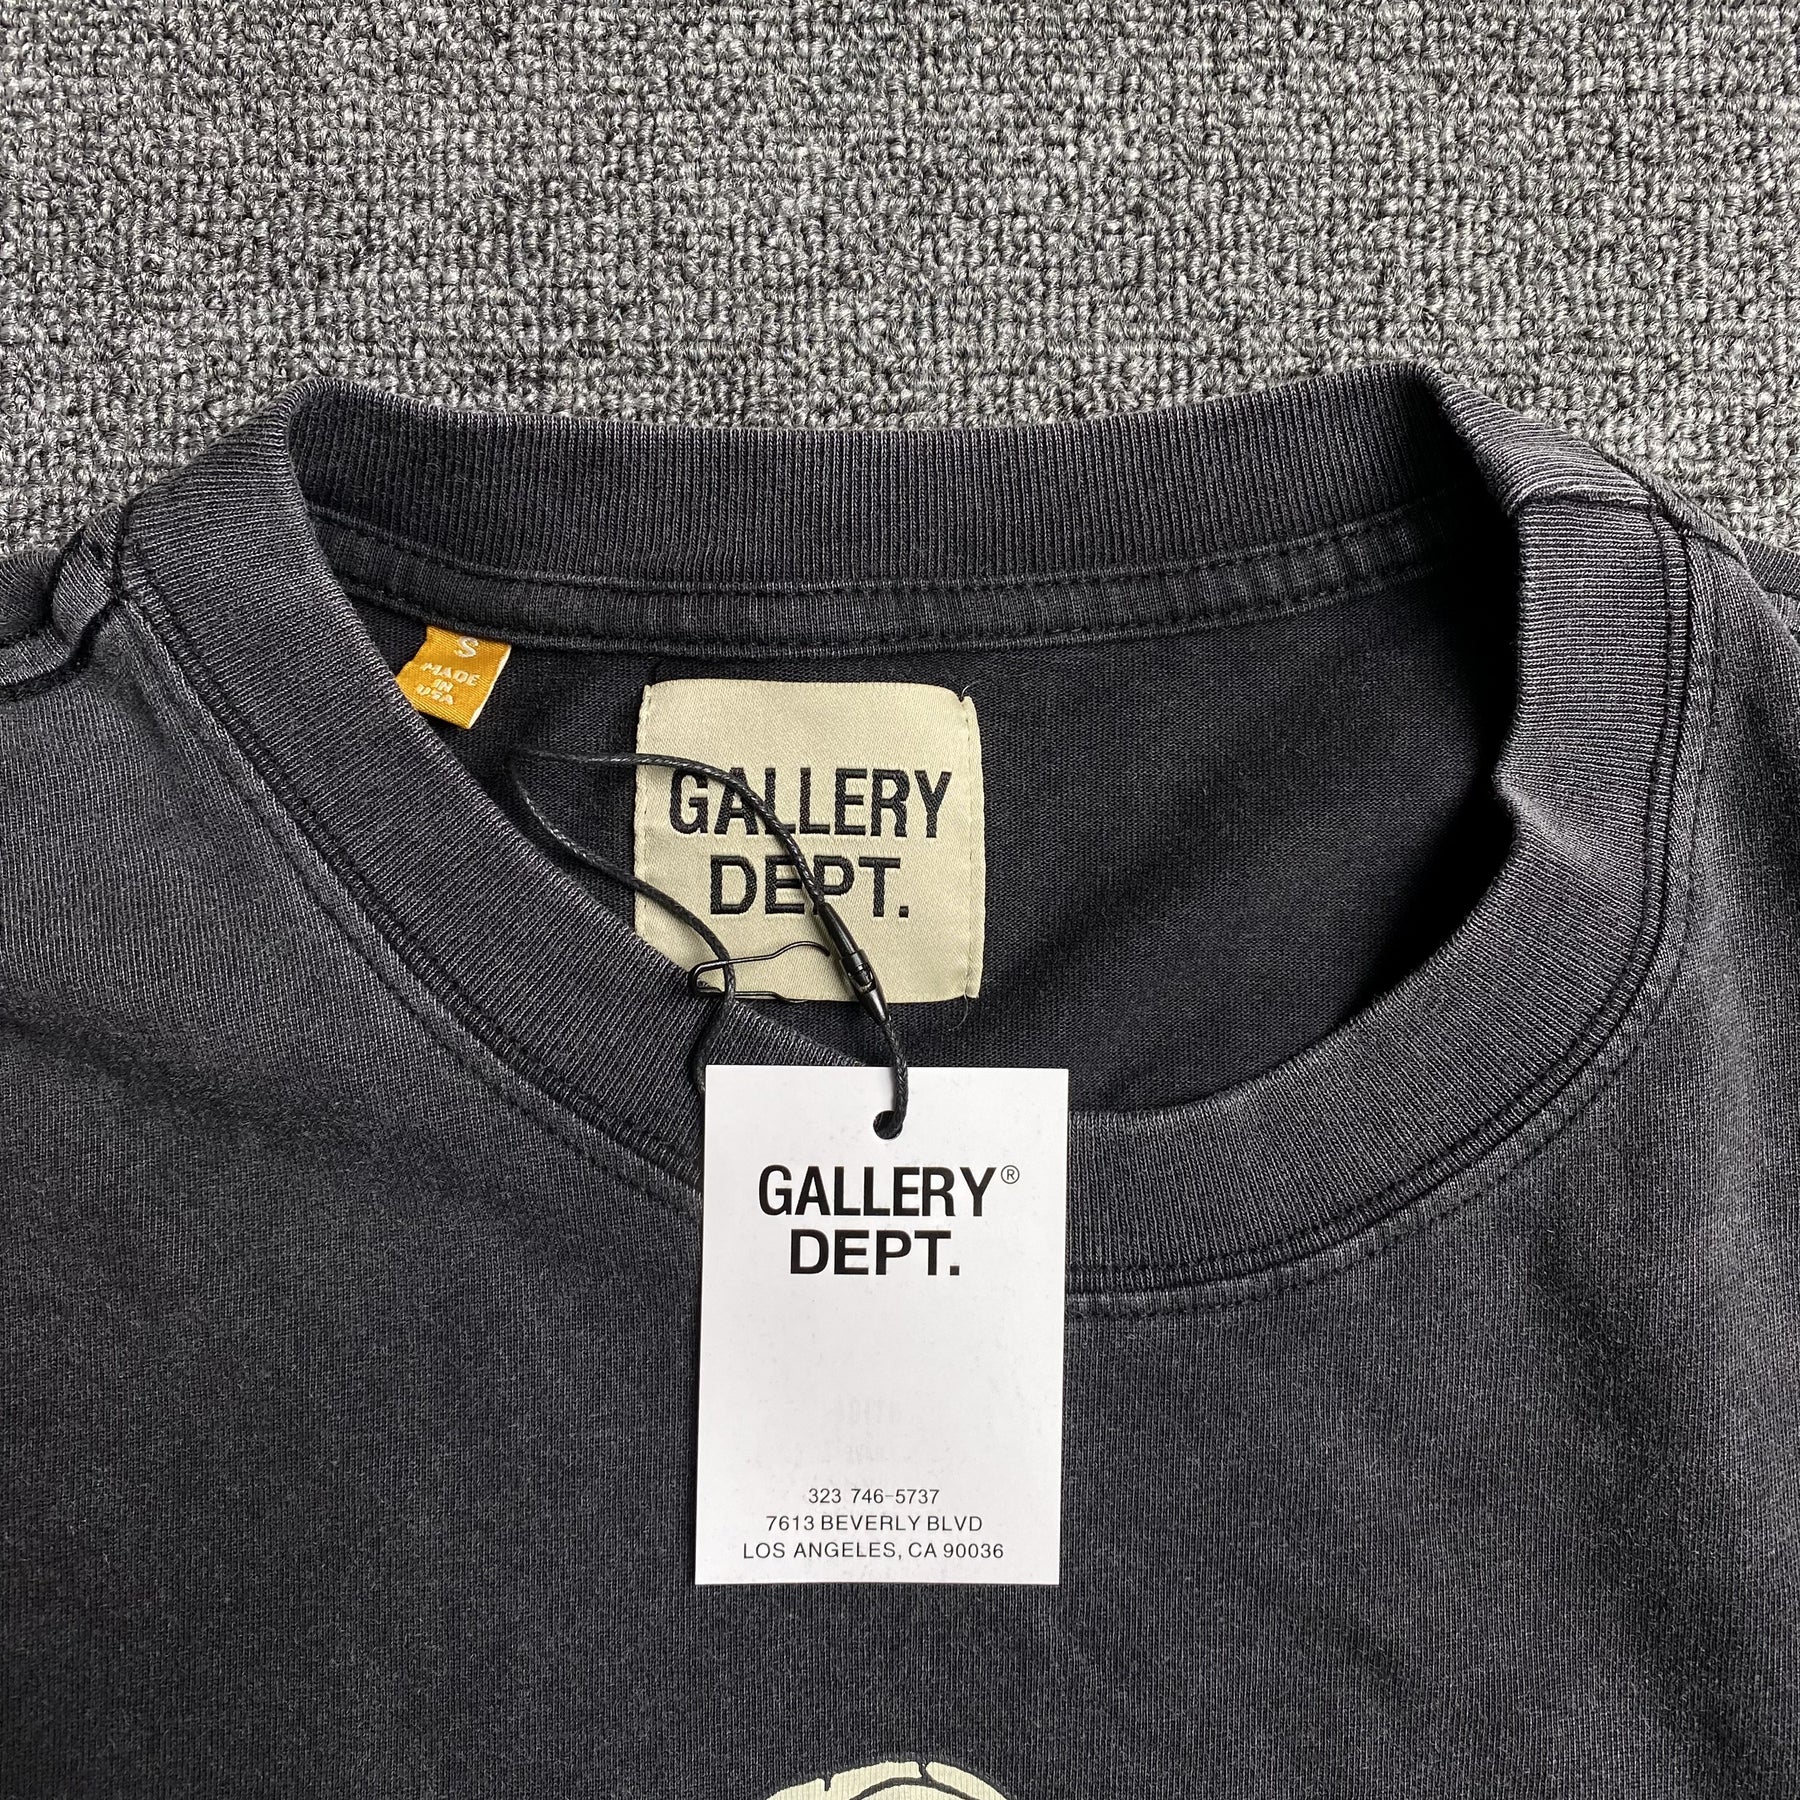 S
MADE
IN
USA
GALLERY
DEPT.
GALLERY®
DEPT.
323 746-5737
7613 BEVERLY BLVD
LOS ANGELES, CA 90036